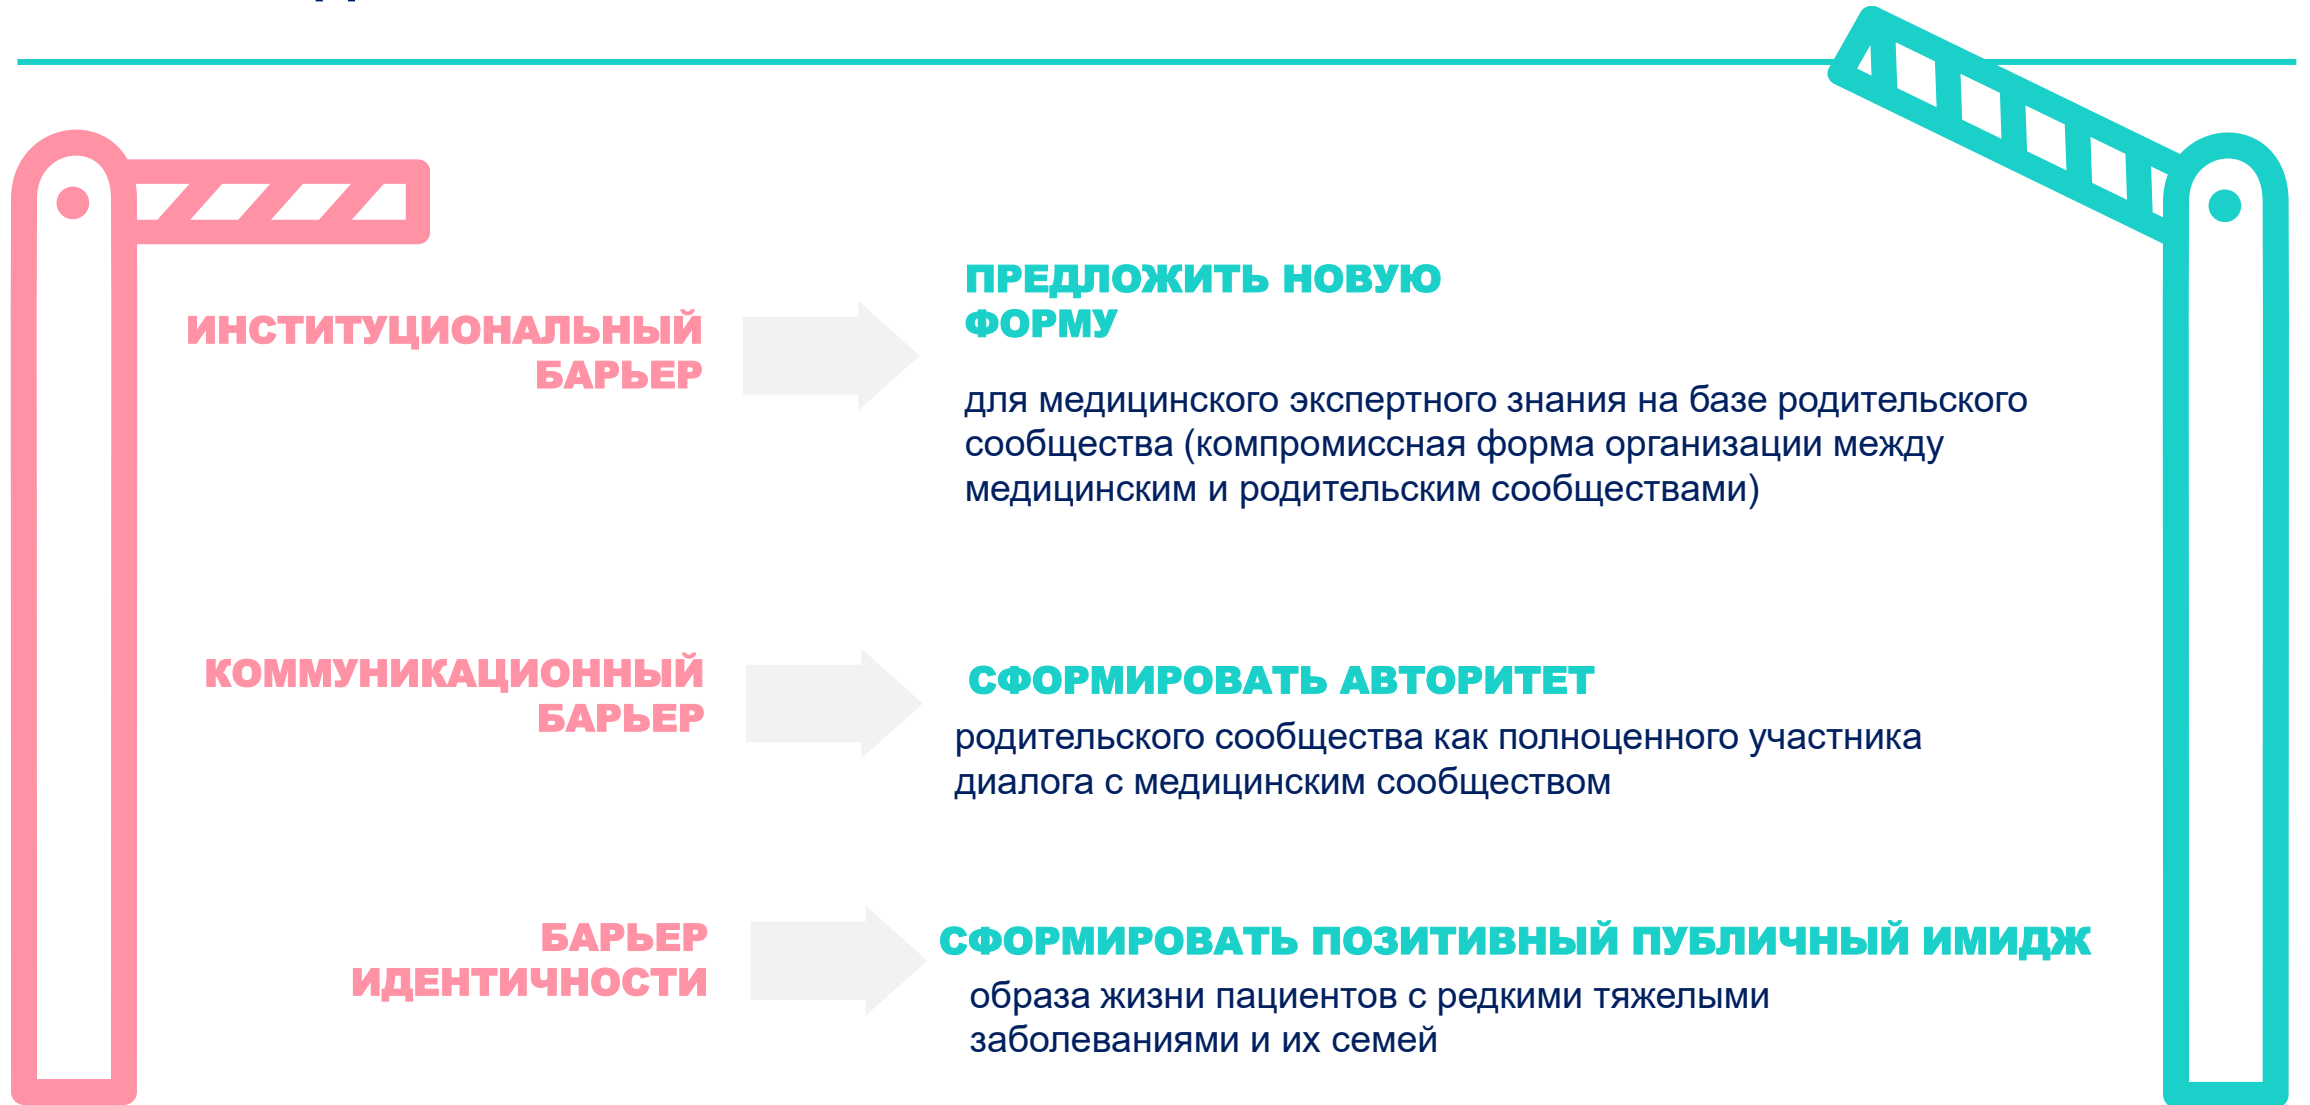 ИНСТИТУЦИОНАЛЬНЫЙ
БАРЬЕР
ПРЕДЛОЖИТЬ НОВУЮ
ФОРМУ
для медицинского экспертного знания на базе родительского
сообщества (компромиссная форма организации между
медицинским и родительским сообществами)
КОММУНИКАЦИОННЫЙ
БАРЬЕР
СФОРМИРОВАТЬ АВТОРИТЕТ
родительского сообщества как полноценного участника
диалога с медицинским сообществом
БАРЬЕР
ИДЕНТИЧНОСТИ
СФОРМИРОВАТЬ ПОЗИТИВНЫЙ ПУБЛИЧНЫЙ ИМИДЖ
образа жизни пациентов с редкими тяжелыми
заболеваниями и их семей